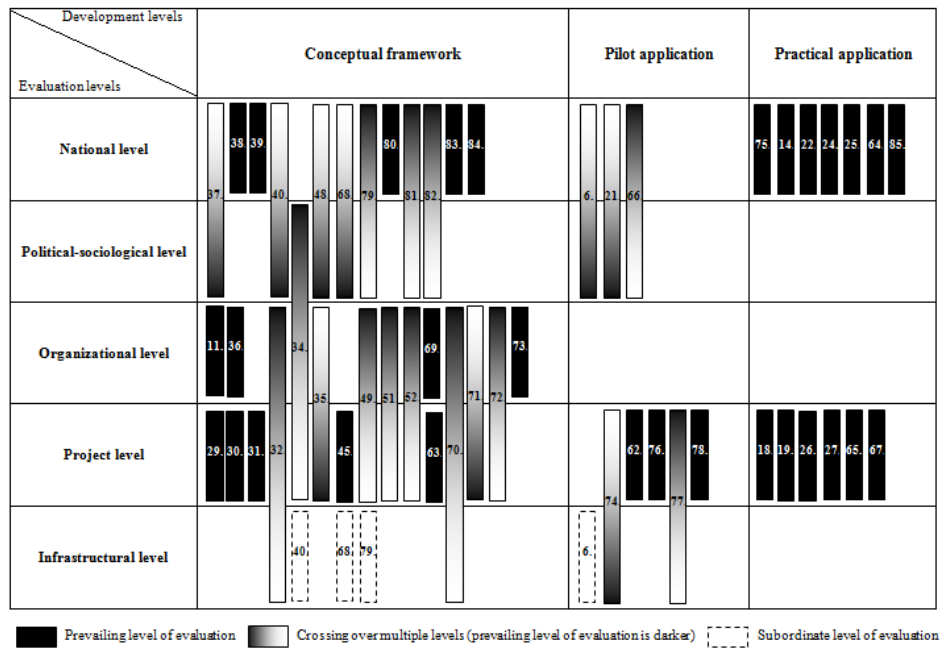 Development levels
Evaluation levels
Conceptual framework
Pilot application
Practical application
National level
37. 38. 39. 40. 48. 68. 79. 80. 81. 82. 83. 84.
6. 21. 66.
75. 14. 22. 24. 25. 64. 85.
Political-sociological level
Organizational level
11. 36. 34. 35. 49. 51. 52. 69. 71. 72. 73.
Project level
29. 30. 31. 32. 45. 63. 70.
74. 62. 76. 77. 78.
18. 19. 26. 27. 65. 67.
Infrastructural level
40. 68. 79.
6.
Prevailing level of evaluation
Crossing over multiple levels (prevailing level of evaluation is darker)
Subordinate level of evaluation